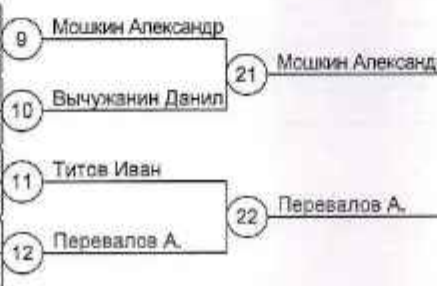 9 Мошкин Александр
21 Мошкин Александ
10 Вычужанин Данил
11 Титов Иван
22 Перевалов А.
12 Перевалов А.